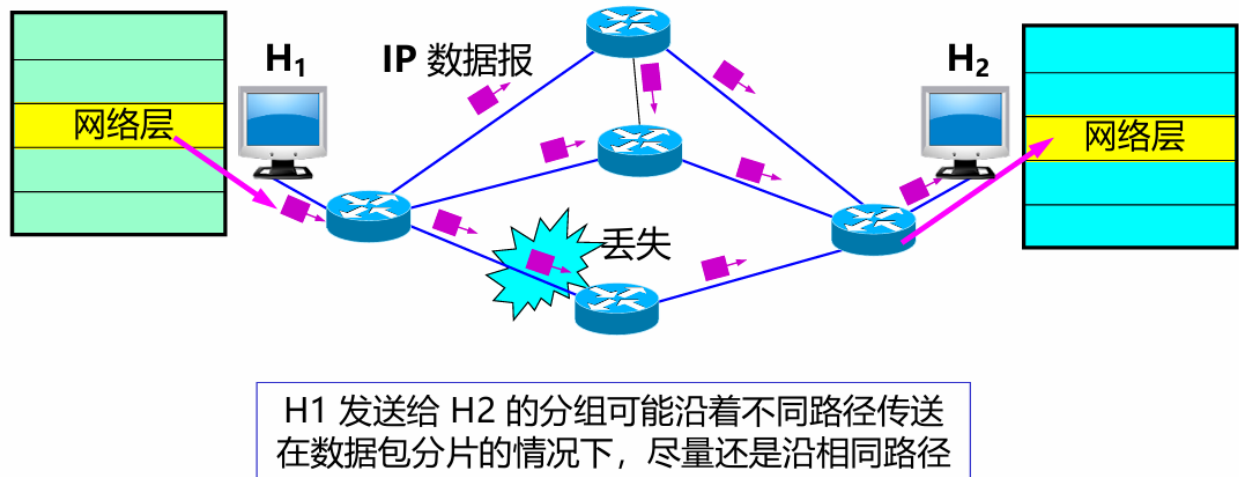 H₁
IP 数据报
H₂
网络层
网络层
丢失
H1 发送给 H2 的分组可能沿着不同路径传送
在数据包分片的情况下，尽量还是沿相同路径